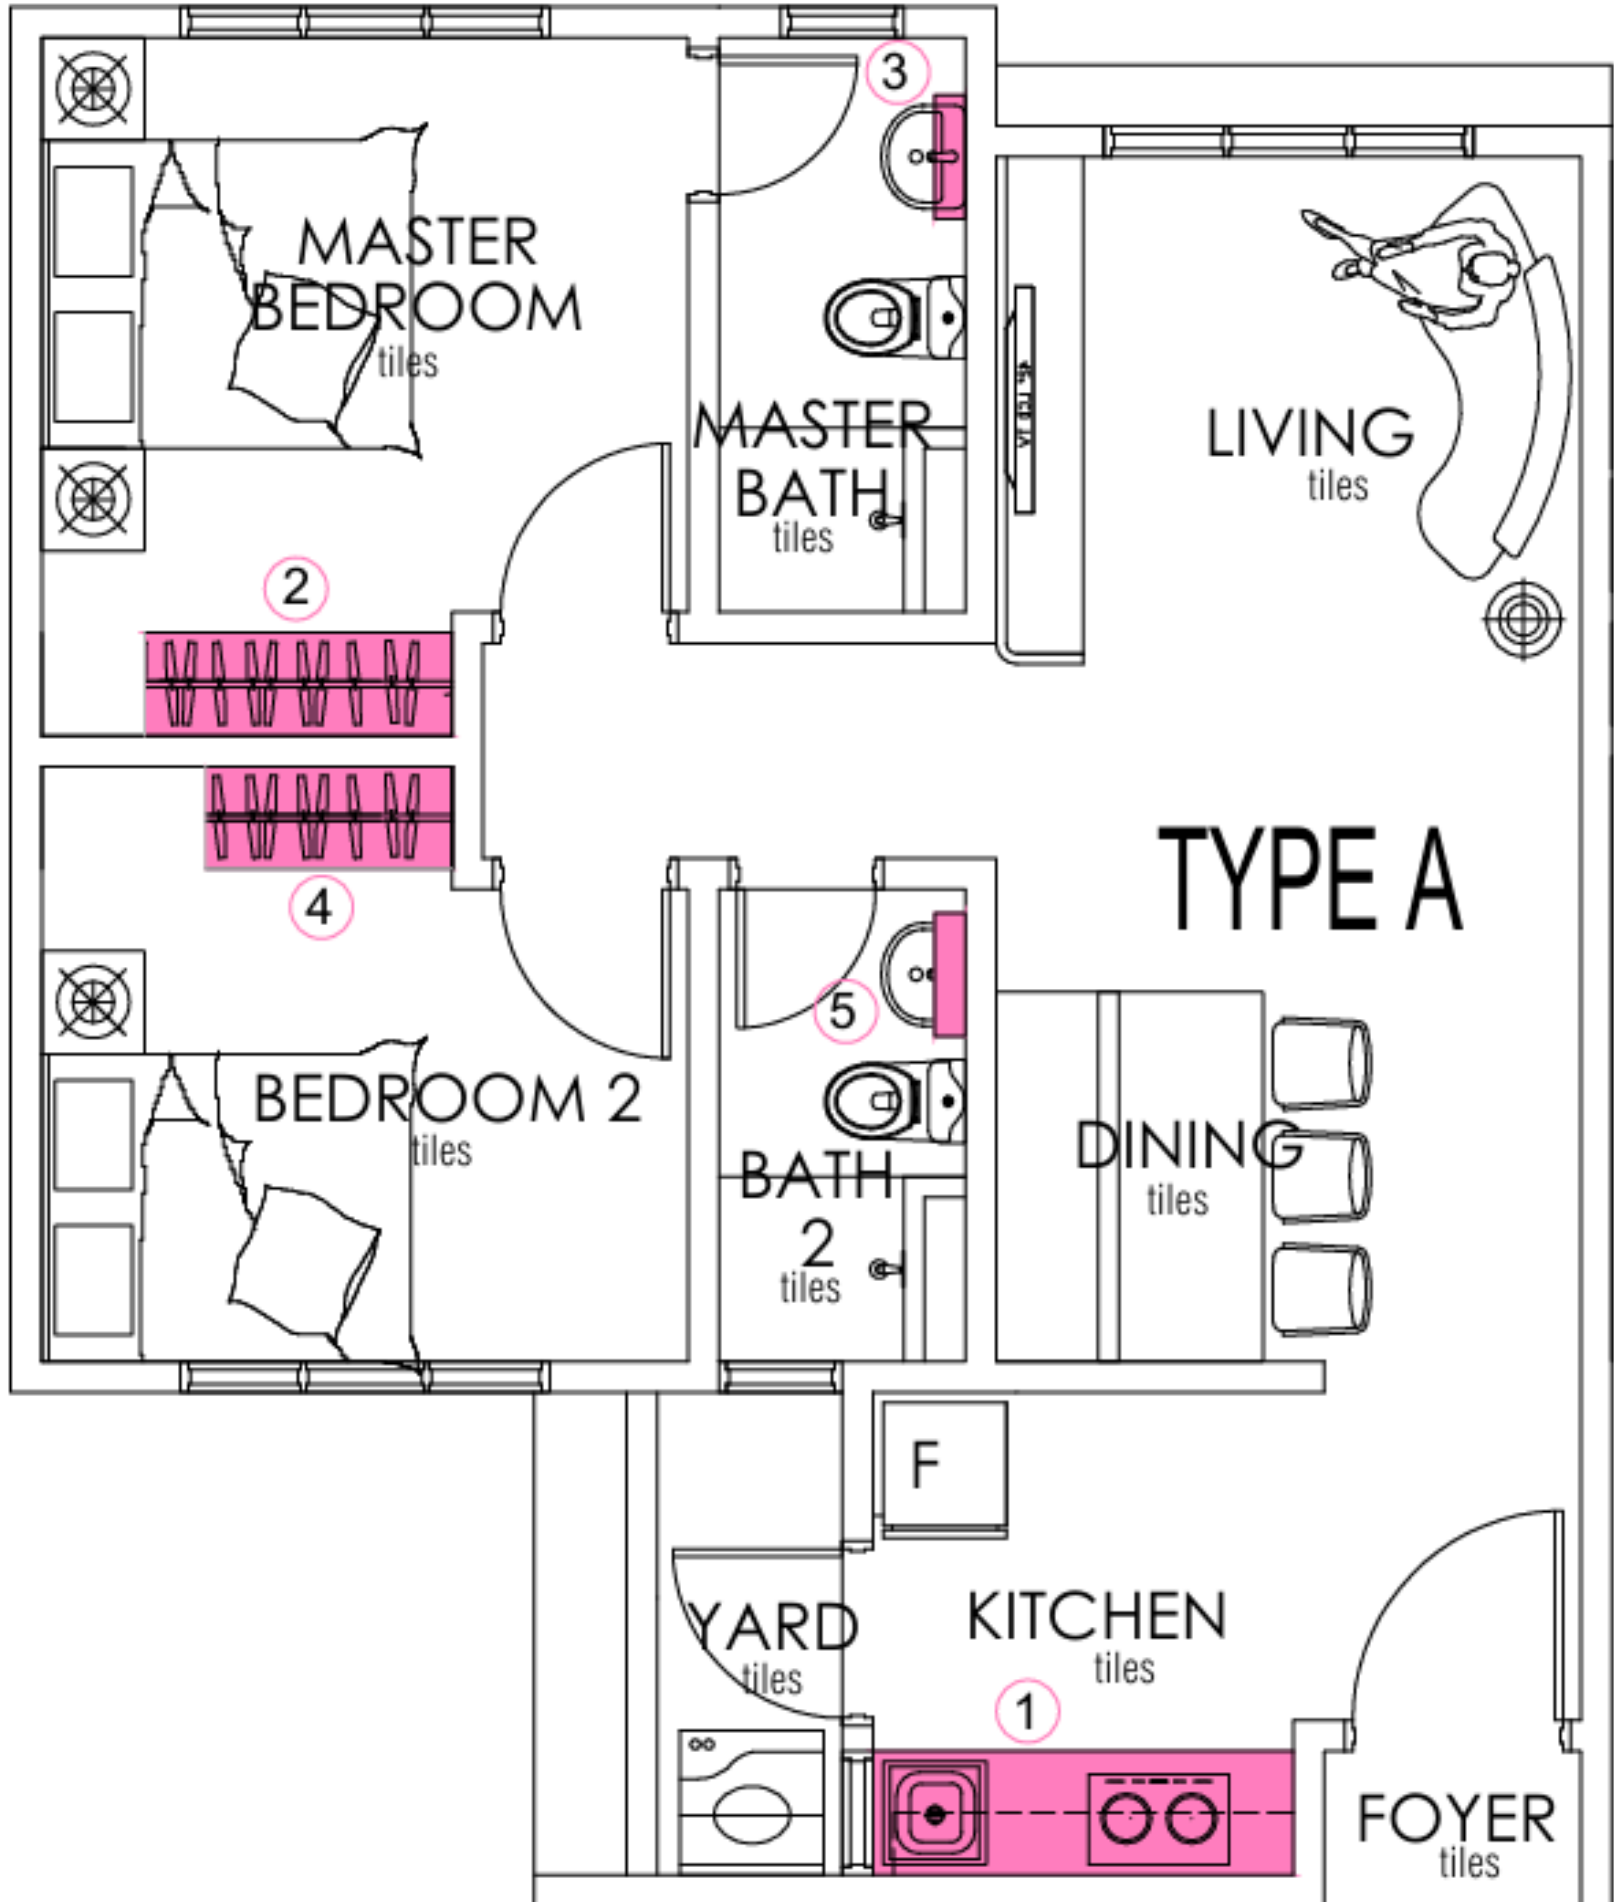 3
MASTER
BEDROOM
tiles
MASTER
BATH
tiles
LIVING
tiles
2
4
TYPE A
5
BEDROOM 2
tiles
BATH
2
tiles
DINING
tiles
F
YARD
tiles
KITCHEN
tiles
1
FOYER
tiles